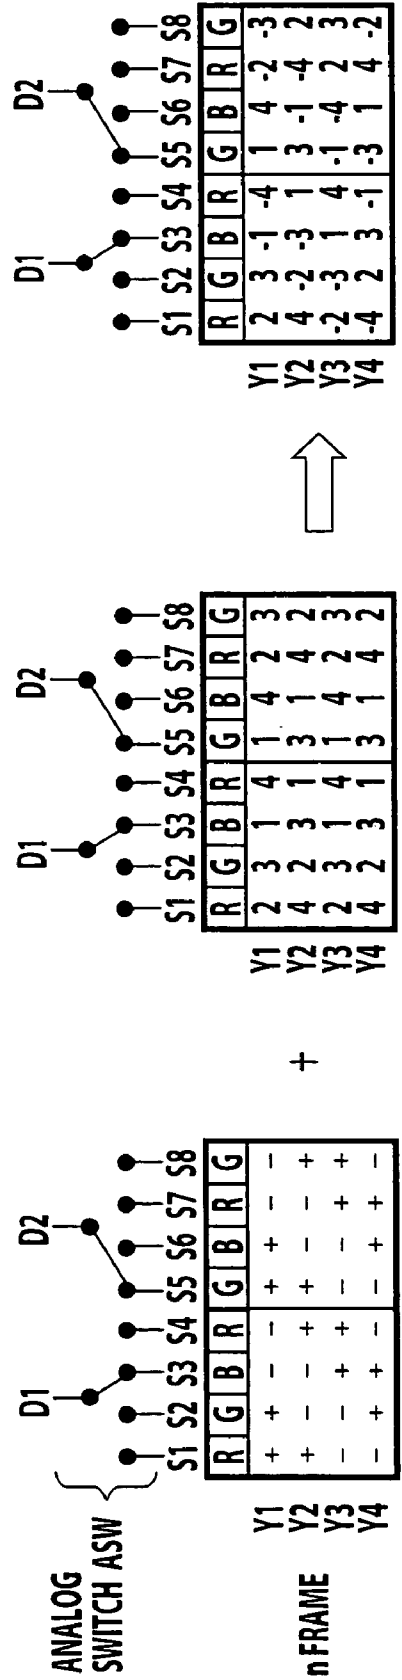 ANALOG
SWITCH ASW
D1 D2
S1 S2 S3 S4 S5 S6 S7 S8
R G B R G B R G
nFRAME
Y1 + + - - + + - -
Y2 + - - + + - - +
Y3 - - + + - - + +
Y4 - + + - - + + -
+
D1 D2
S1 S2 S3 S4 S5 S6 S7 S8
R G B R G B R G
Y1 2 3 1 4 1 4 2 3
Y2 4 2 3 1 3 1 4 2
Y3 2 3 1 4 1 4 2 3
Y4 4 2 3 1 3 1 4 2
D1 D2
S1 S2 S3 S4 S5 S6 S7 S8
R G B R G B R G
Y1 2 3 -1 -4 1 4 -2 -3
Y2 4 -2 -3 1 3 -1 -4 2
Y3 -2 -3 1 4 -1 -4 2 3
Y4 -4 2 3 -1 -3 1 4 -2